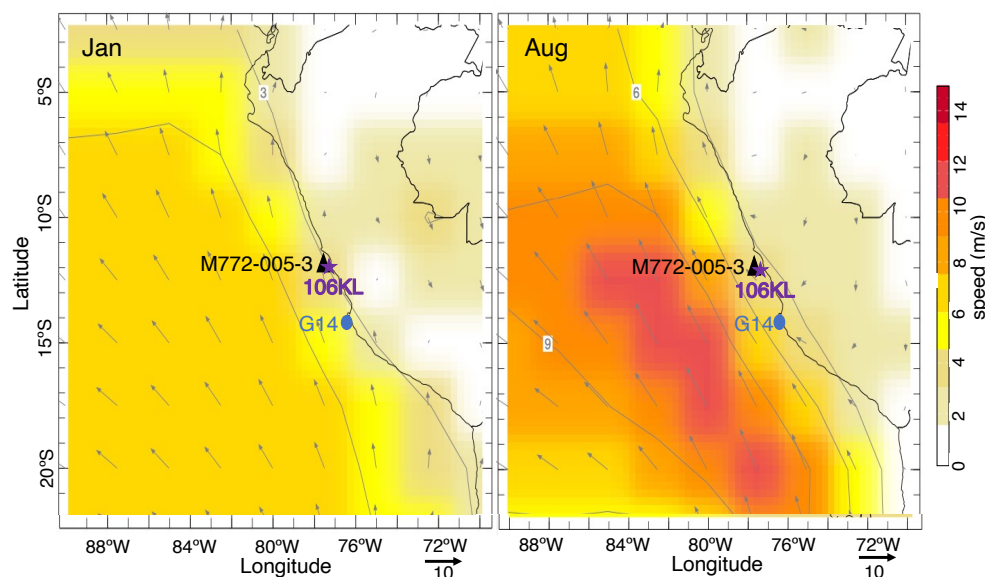 Jan
Aug
3
6
9
5°S
10°S
15°S
20°S
Latitude
M772-005-3
106KL
G14
M772-005-3
106KL
G14
88°W
84°W
80°W
76°W
72°W
Longitude
10
88°W
84°W
80°W
76°W
72°W
Longitude
10
0
2
4
6
8
10
12
14
speed (m/s)